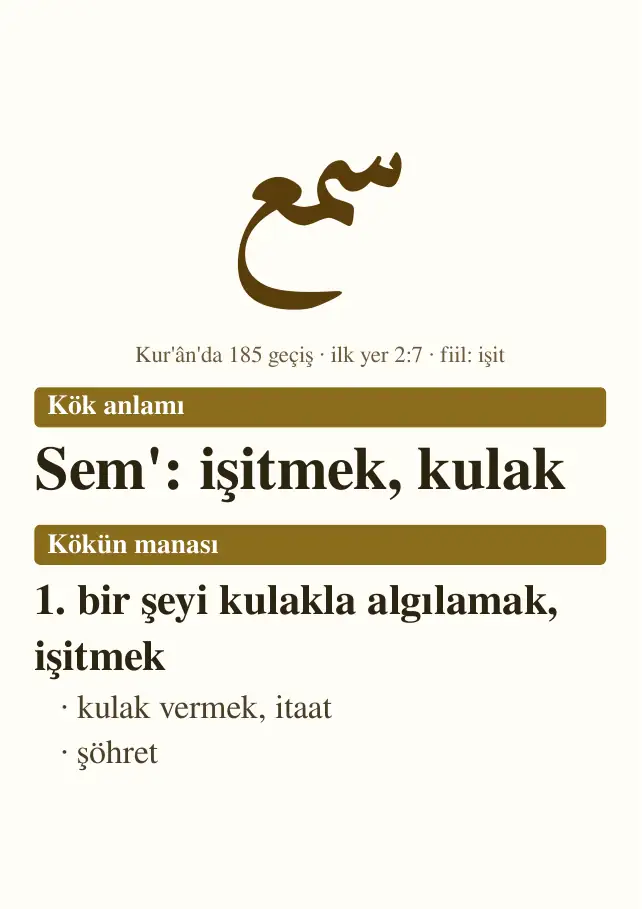 سمع
Kur'ân'da 185 geçiş · ilk yer 2:7 · fiil: işit
Kök anlamı
Sem': işitmek, kulak
Kökün manası
1. bir şeyi kulakla algılamak,
işitmek
· kulak vermek, itaat
· şöhret